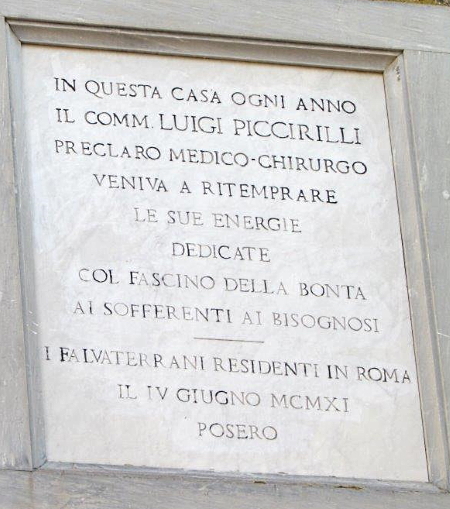 IN QUESTA CASA OGNI ANNO
IL COMM. LUIGI PICCIRILLI
PRECLARO MEDICO-CHIRURGO
VENIVA A RITEMPRARE
LE SUE ENERGIE
DEDICATE
COL FASCINO DELLA BONTA
AI SOFFERENTI AI BISOGNOSI
I FALVATERRANI RESIDENTI IN ROMA
IL IV GIUGNO MCMXI
POSERO